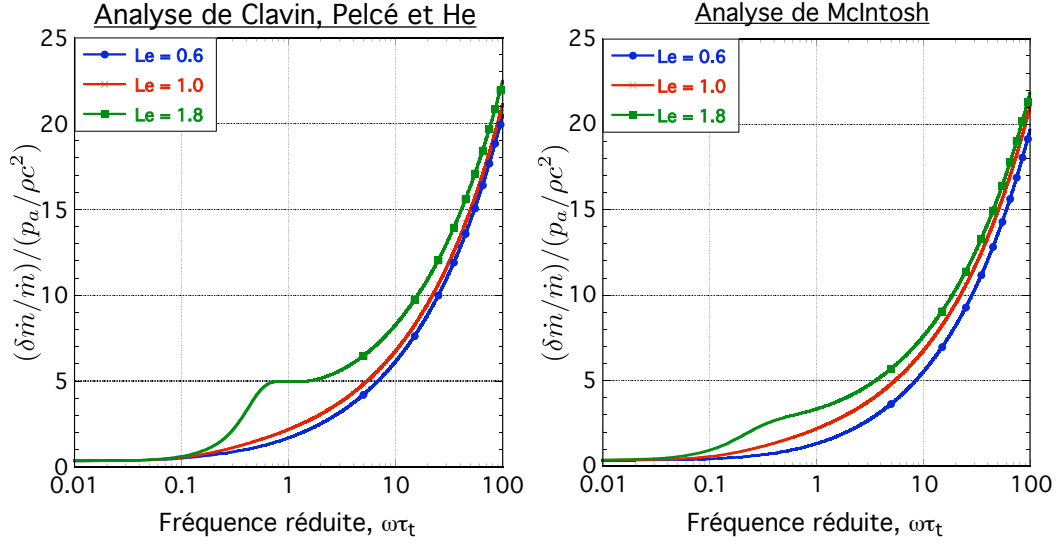 Analyse de Clavin, Pelcé et He
(δṁ/ṁ)/(pₐ/ρc²)
25
20
15
10
5
0
Le = 0.6
Le = 1.0
Le = 1.8
0.01
0.1
1
10
100
Fréquence réduite, ωτt
Analyse de McIntosh
(δṁ/ṁ)/(pₐ/ρc²)
25
20
15
10
5
0
Le = 0.6
Le = 1.0
Le = 1.8
0.01
0.1
1
10
100
Fréquence réduite, ωτt